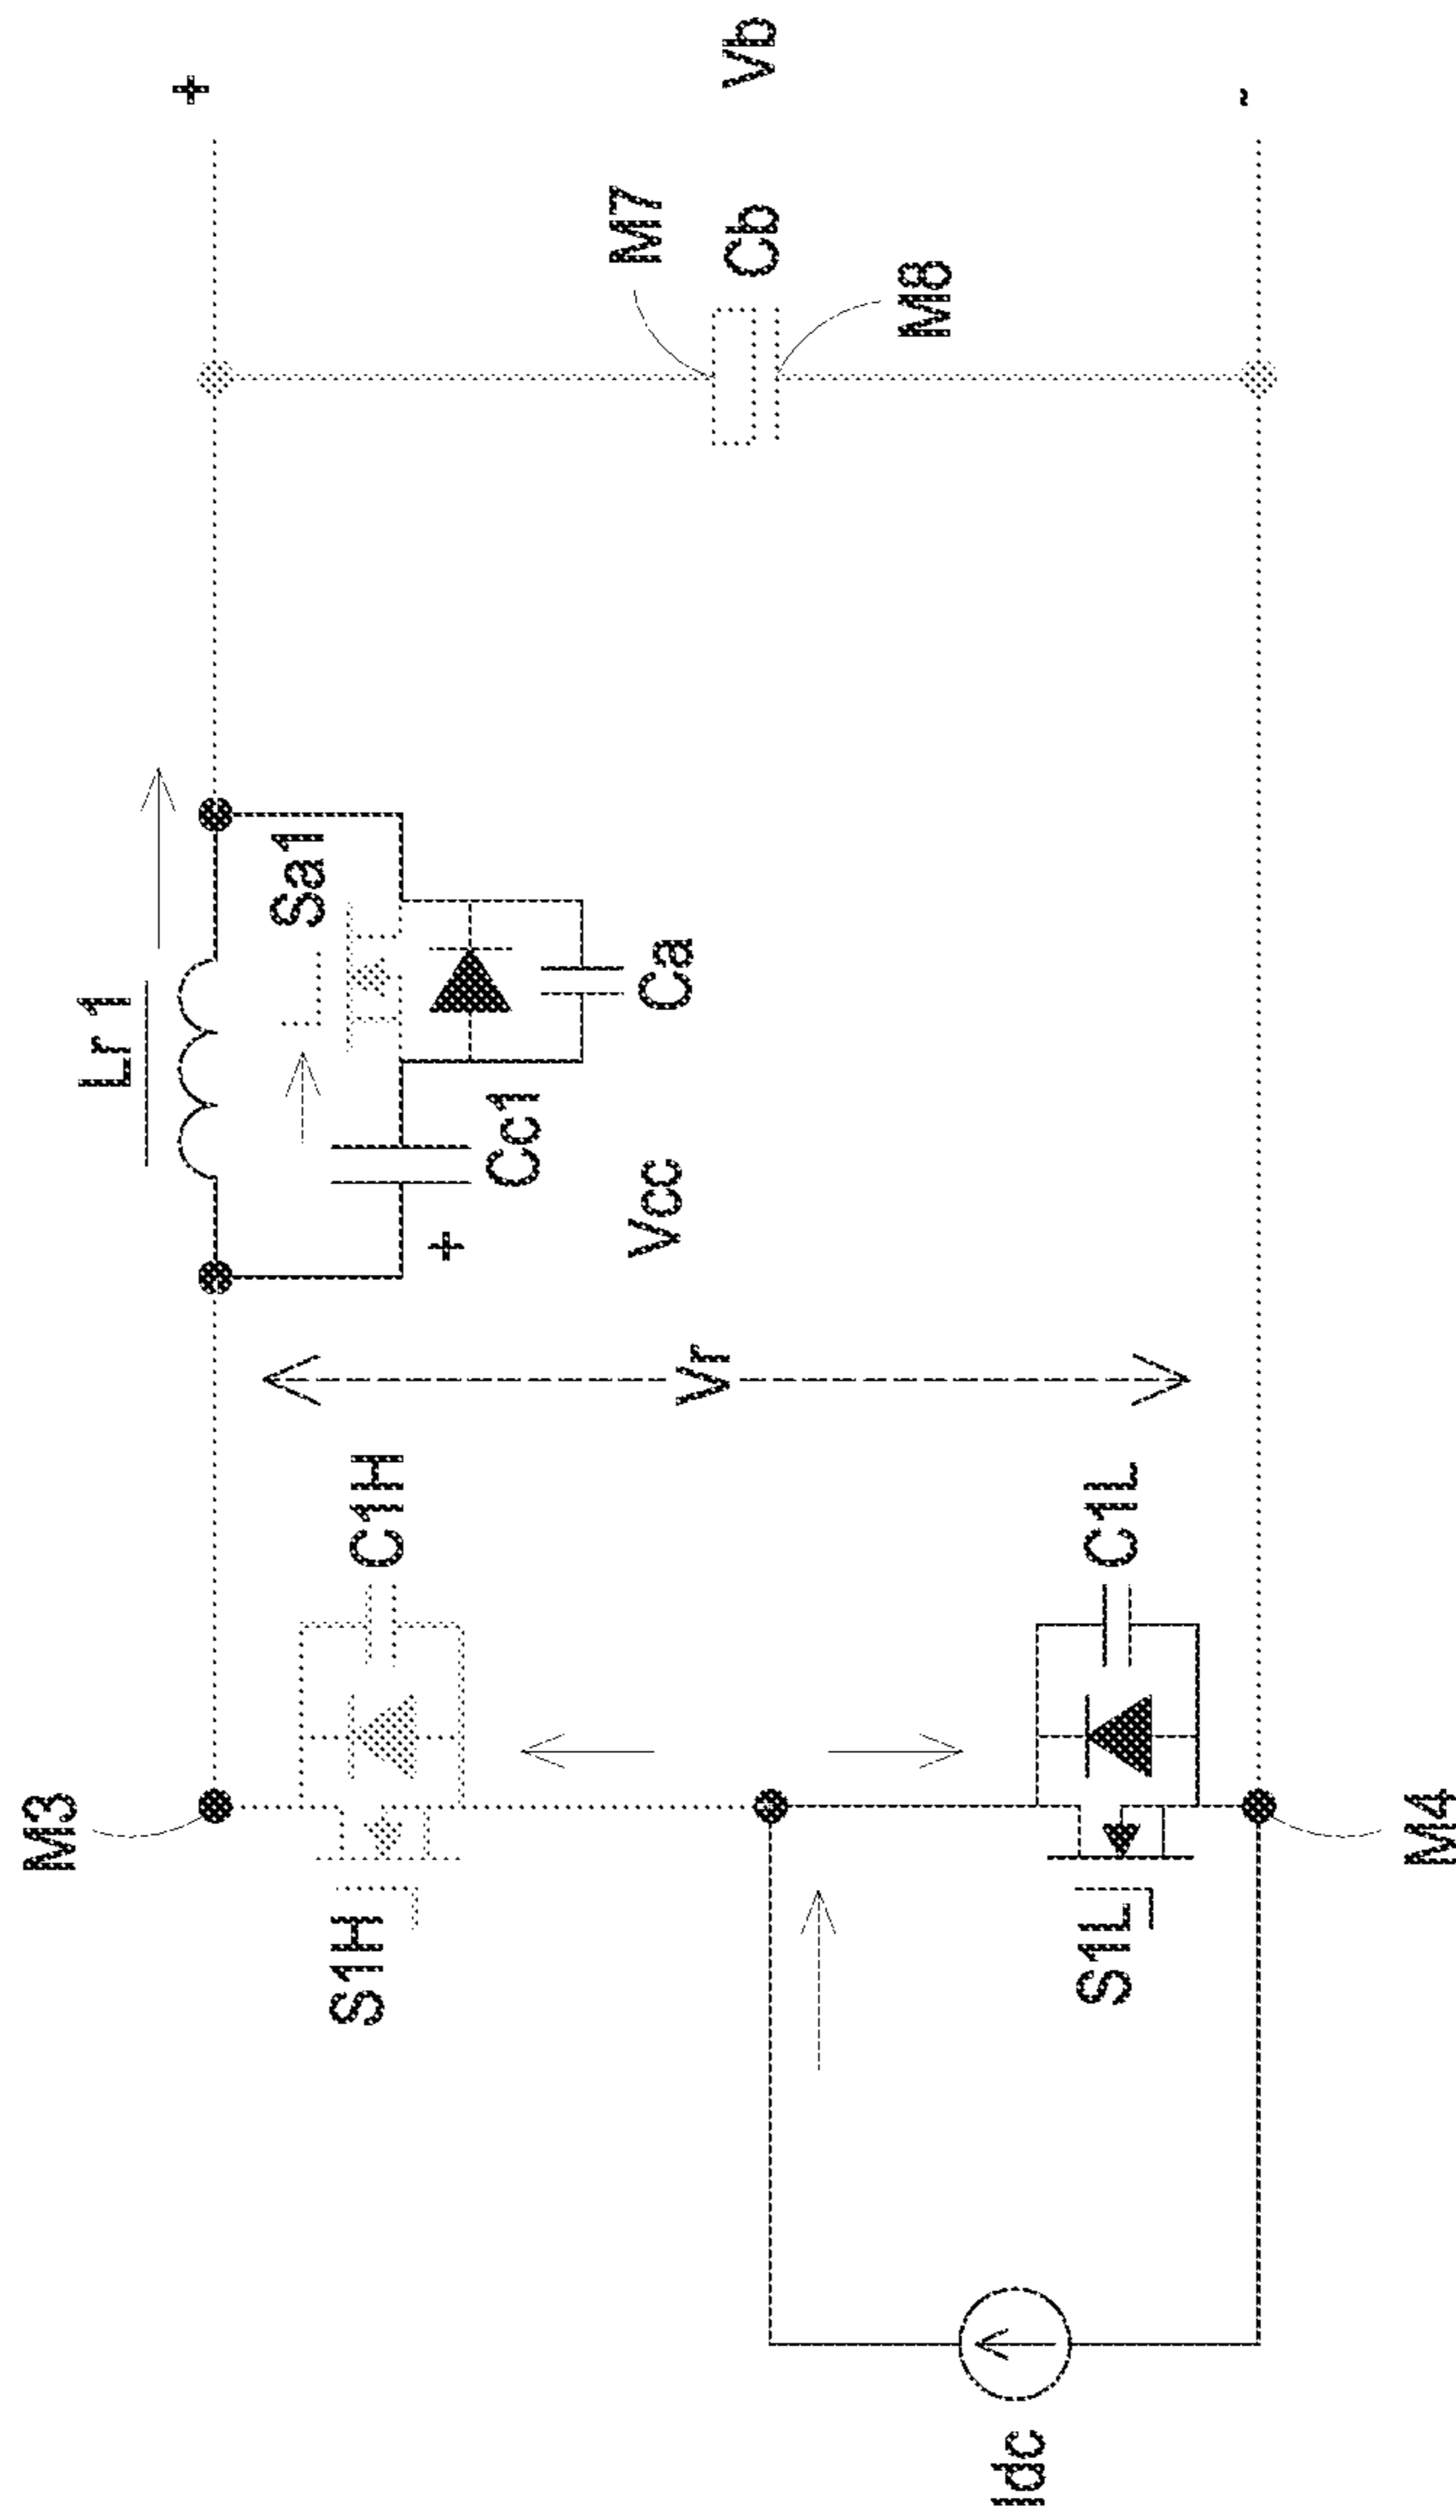 M3
S1H
C1H
Lr1
+
Sa1
Cc1
+
Vcc
Ca
Vr
M7
Cb
M8
Vb
-
Idc
S1L
C1L
M4